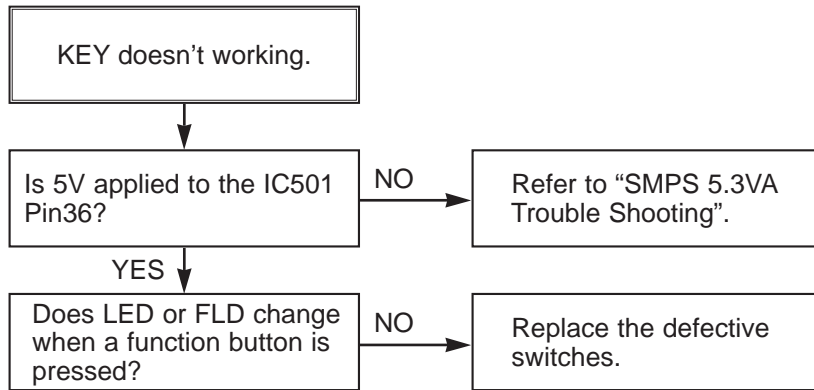 KEY doesn't working.
Is 5V applied to the IC501
Pin36?
NO
Refer to “SMPS 5.3VA
Trouble Shooting”.
YES
Does LED or FLD change
when a function button is
pressed?
NO
Replace the defective
switches.